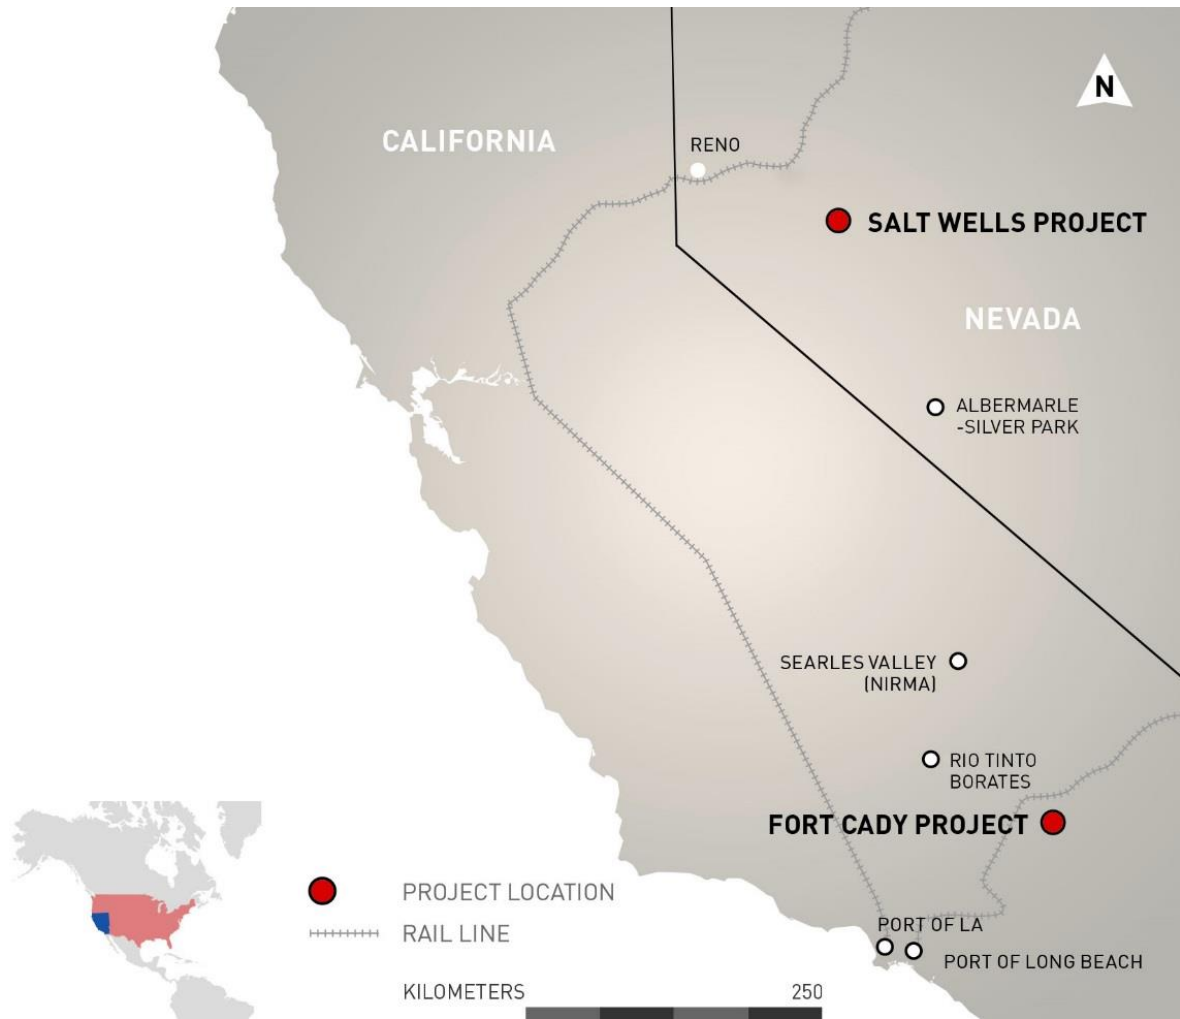 N
CALIFORNIA
RENO
SALT WELLS PROJECT
NEVADA
ALBERMARLE
-SILVER PARK
SEARLES VALLEY
(NIRMA)
RIO TINTO
BORATES
FORT CADY PROJECT
PROJECT LOCATION
RAIL LINE
PORT OF LA
PORT OF LONG BEACH
KILOMETERS 250